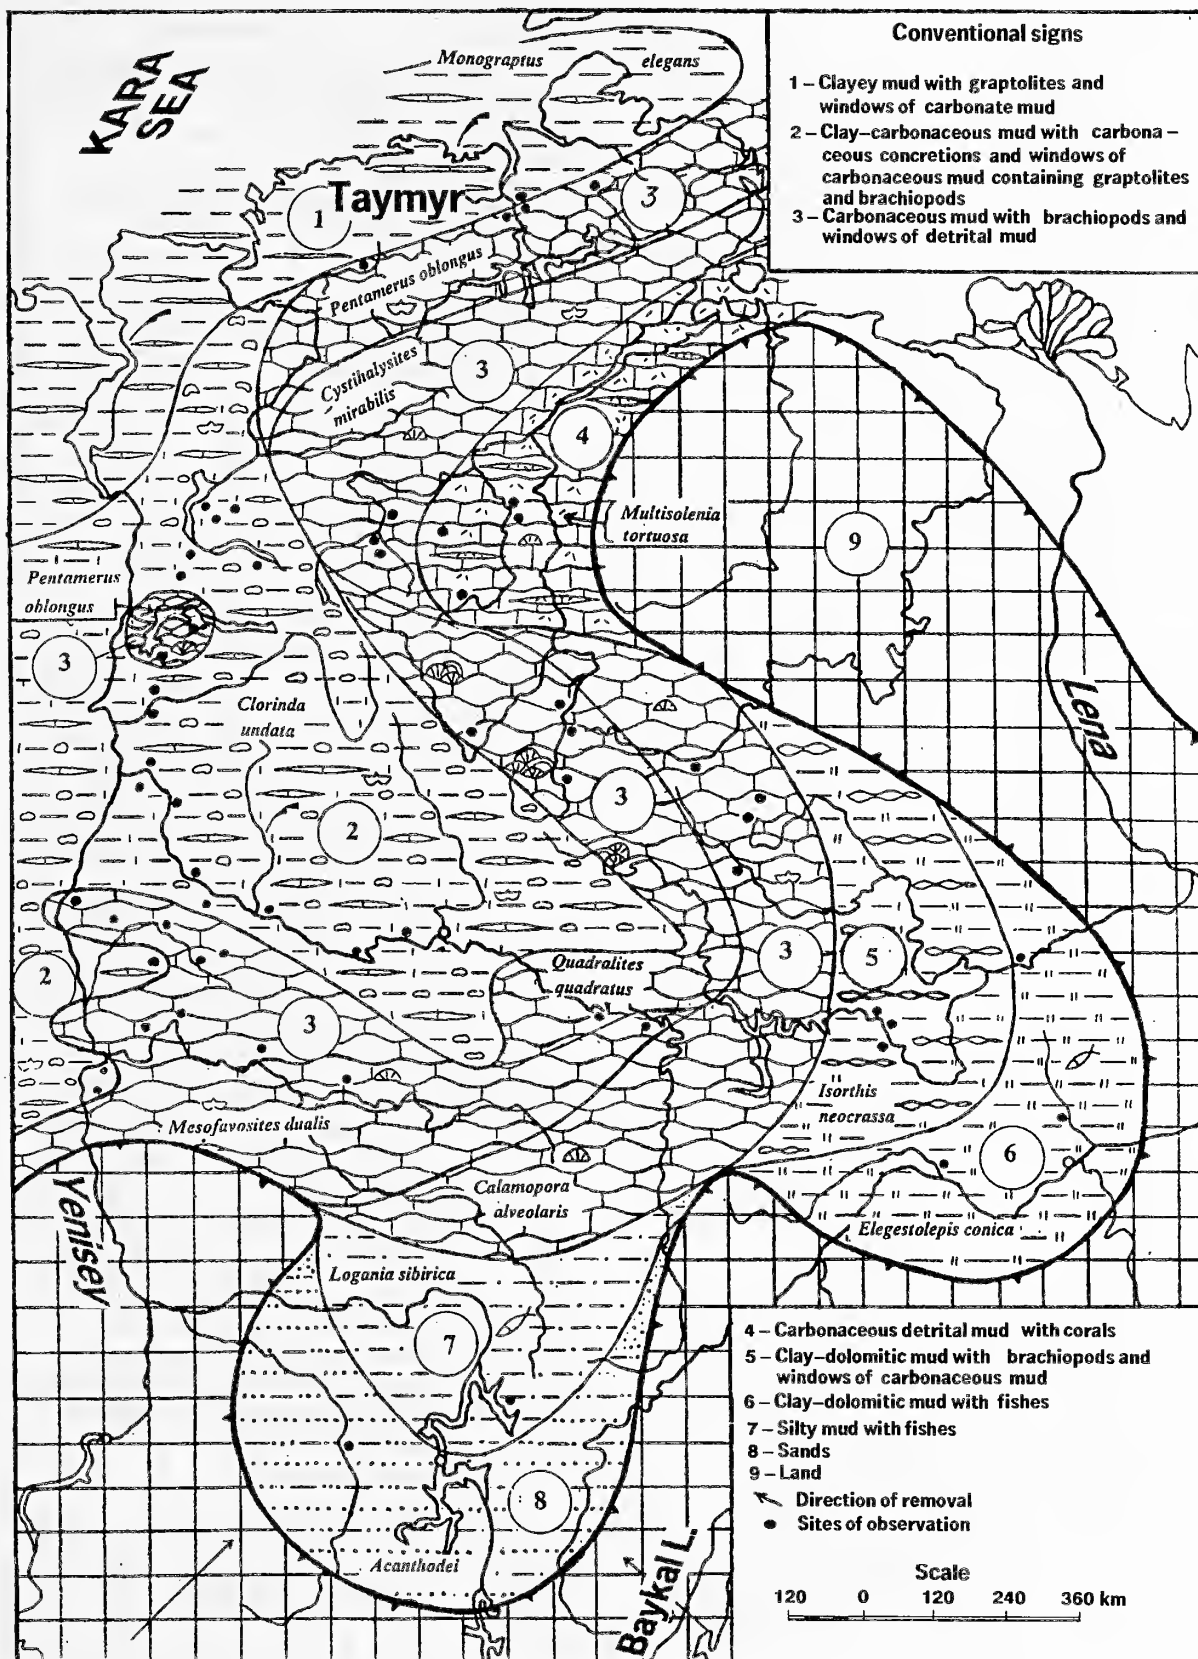 Conventional signs
1 – Clayey mud with graptolites and
windows of carbonate mud
2 – Clay–carbonaceous mud with carbona –
ceous concretions and windows of
carbonaceous mud containing graptolites
and brachiopods
3 – Carbonaceous mud with brachiopods and
windows of detrital mud
KARA
SEA
Monograptus elegans
Taymyr
1
3
Pentamerus oblongus
Cystihalysites
mirabilis
3
4
Multisolenia
tortuosa
9
Pentamerus
oblongus
3
Clorinda
undata
Lena
3
2
Quadralites
quadratus
3
5
2
3
Isorthis
neocrassa
Mesofavosites dualis
6
Calamopora
alveolaris
Elegestolepis conica
Yenisey
Logania sibirica
7
8
Acanthodei
Baykal L.
4 – Carbonaceous detrital mud with corals
5 – Clay–dolomitic mud with brachiopods and
windows of carbonaceous mud
6 – Clay–dolomitic mud with fishes
7 – Silty mud with fishes
8 – Sands
9 – Land
Direction of removal
Sites of observation
Scale
120 0 120 240 360 km